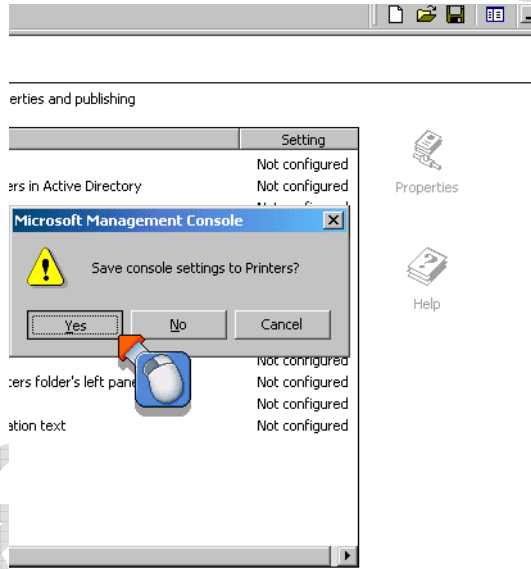 erties and publishing
Setting
Not configured
ers in Active Directory Not configured
Properties
Microsoft Management Console
Save console settings to Printers?
Yes No Cancel
Help
Not configured
ters folder's left pane Not configured
Not configured
ation text Not configured